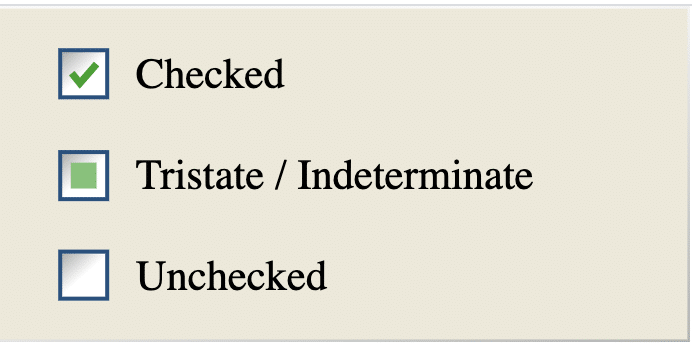 Checked
Tristate / Indeterminate
Unchecked